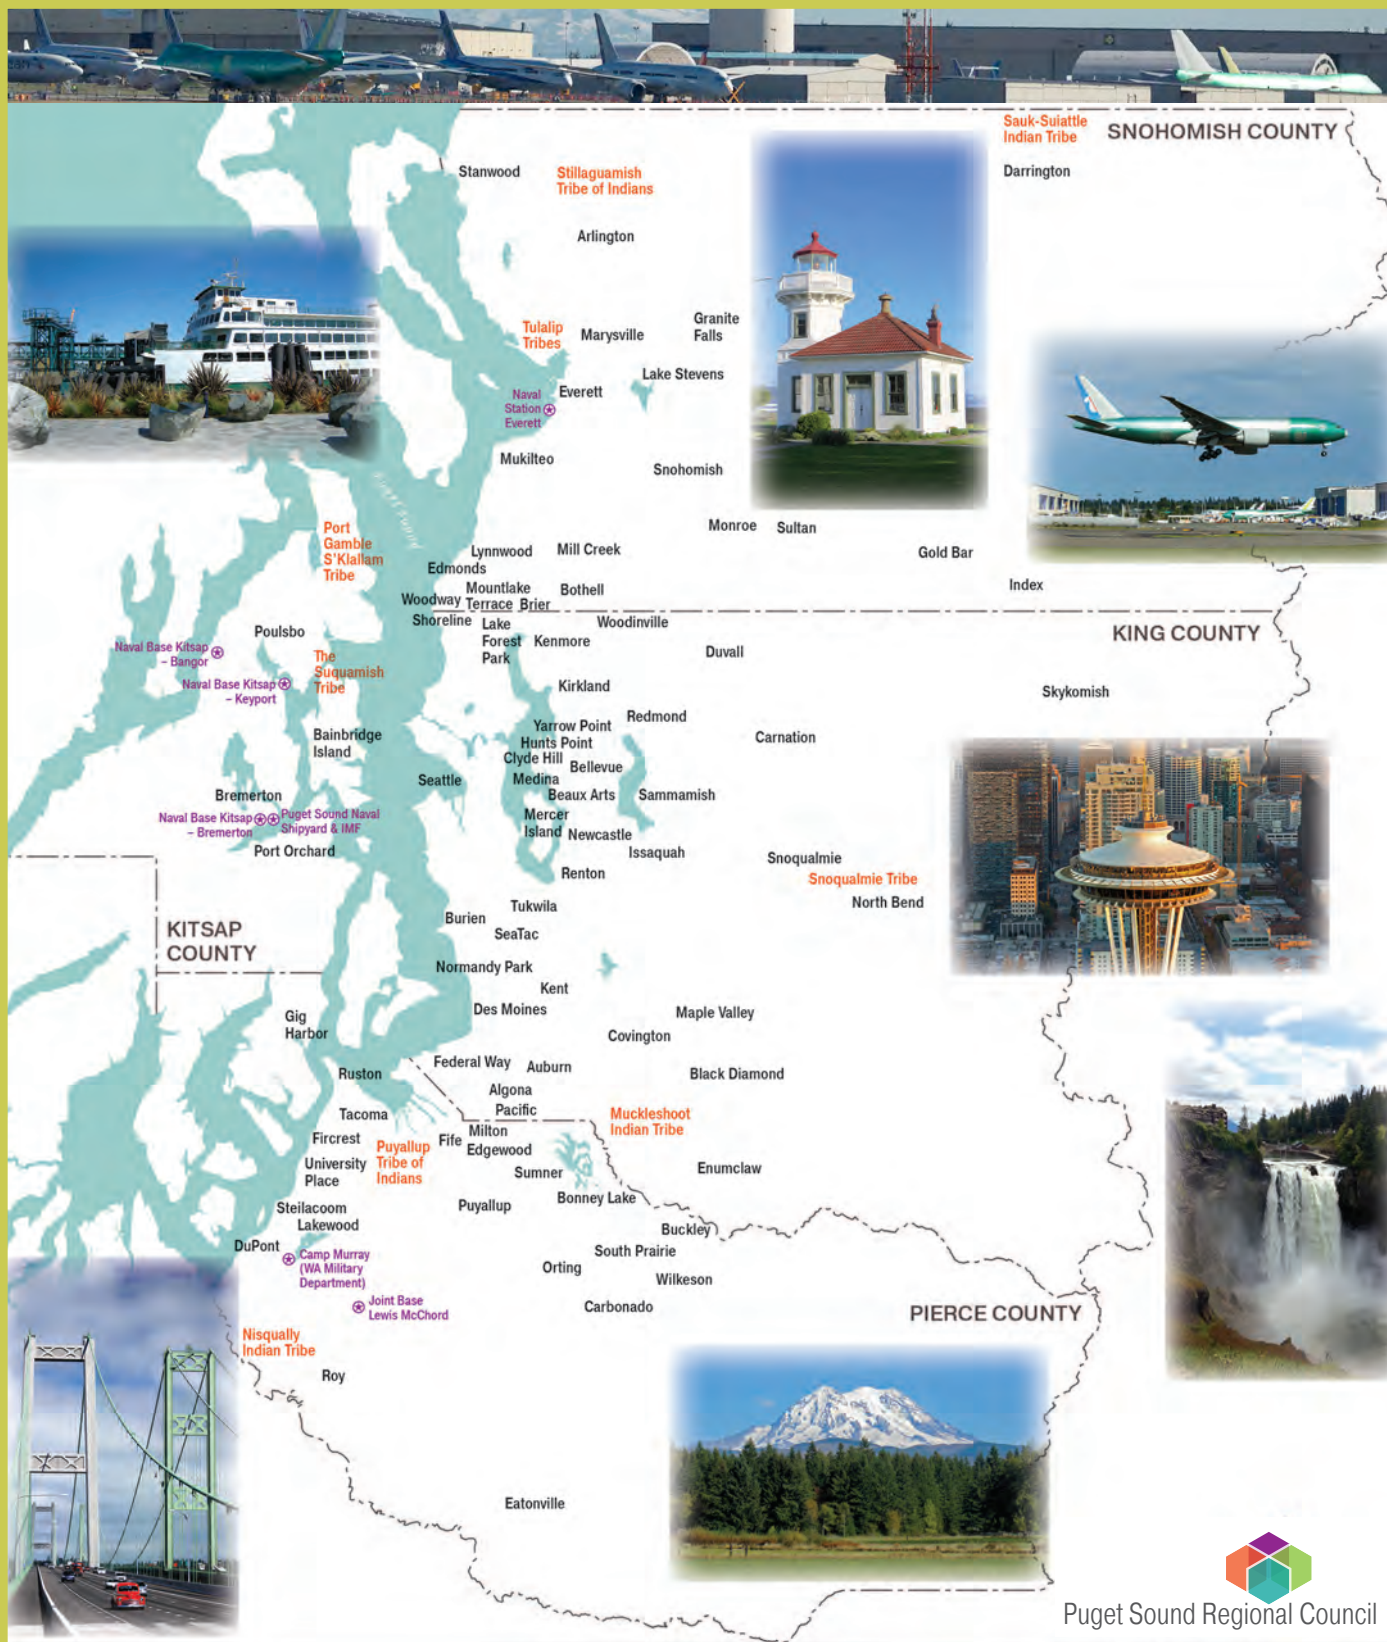 Sauk-Suiattle
Indian Tribe
SNOHOMISH COUNTY
Stanwood
Stillaguamish
Tribe of Indians
Darrington
Arlington
Tulalip
Tribes
Marysville
Granite
Falls
Lake Stevens
Everett
Naval
Station
Everett
Mukilteo
Snohomish
Puget Sound
Port
Gamble
S'Klallam
Tribe
Monroe
Sultan
Gold Bar
Lynnwood
Mill Creek
Edmonds
Index
Mountlake
Terrace
Brier
Bothell
Woodway
Shoreline
Lake
Forest
Park
Kenmore
Woodinville
KING COUNTY
Poulsbo
Naval Base Kitsap
– Bangor
The
Suquamish
Tribe
Duvall
Naval Base Kitsap
– Keyport
Kirkland
Skykomish
Redmond
Yarrow Point
Bainbridge
Island
Hunts Point
Carnation
Clyde Hill
Bellevue
Seattle
Medina
Beaux Arts
Sammamish
Bremerton
Naval Base Kitsap
– Bremerton
Puget Sound Naval
Shipyard & IMF
Mercer
Island
Newcastle
Port Orchard
Issaquah
Snoqualmie
Renton
Snoqualmie Tribe
North Bend
Tukwila
Burien
SeaTac
KITSAP
COUNTY
Normandy Park
Kent
Des Moines
Maple Valley
Gig
Harbor
Covington
Federal Way
Auburn
Ruston
Black Diamond
Algona
Pacific
Tacoma
Muckleshoot
Indian Tribe
Milton
Fircrest
Fife
Edgewood
Puyallup
Tribe of
Indians
University
Place
Sumner
Enumclaw
Bonney Lake
Steilacoom
Puyallup
Lakewood
Buckley
DuPont
Camp Murray
(WA Military
Department)
South Prairie
Orting
Wilkeson
Joint Base
Lewis McChord
Carbonado
PIERCE COUNTY
Nisqually
Indian Tribe
Roy
Eatonville
Puget Sound Regional Council